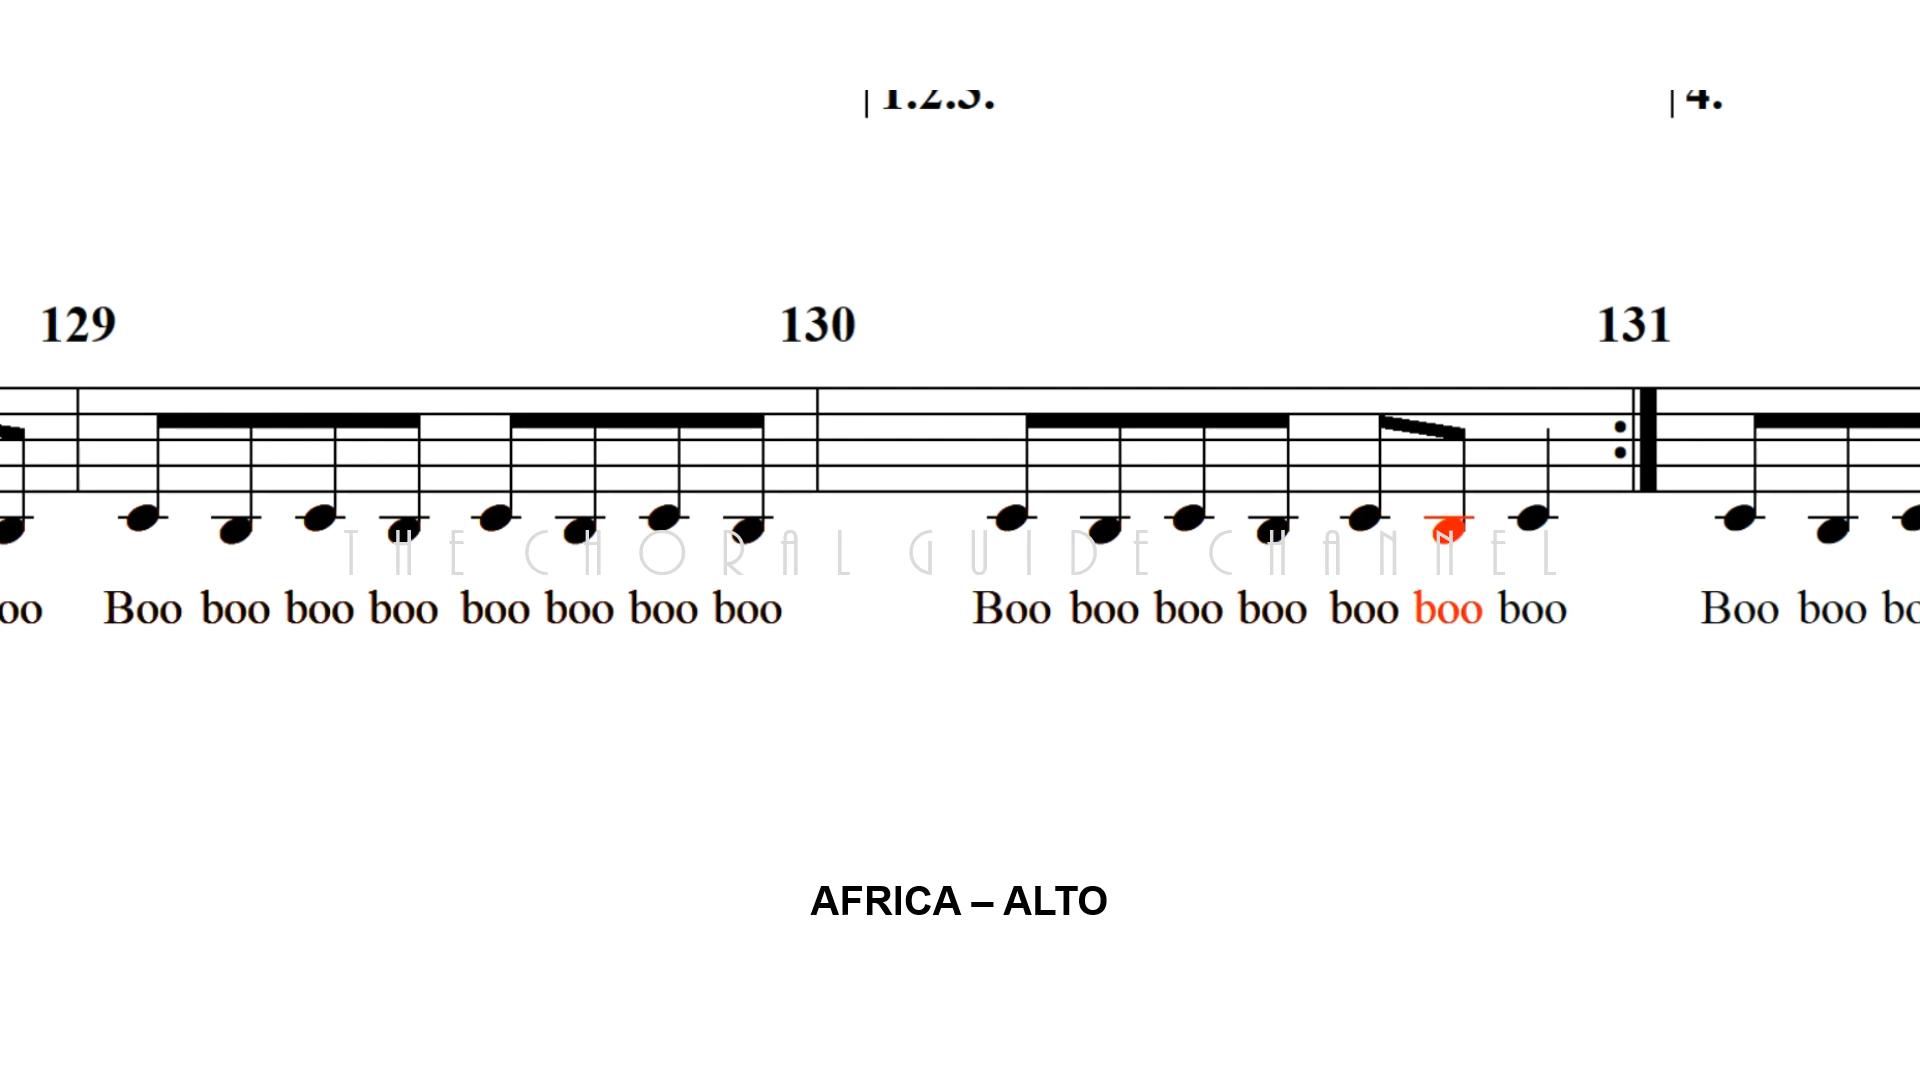 1.2.3. 4.
129 130 131
THE CHORAL GUIDE CHANNEL
Boo boo boo boo boo boo boo boo Boo boo boo boo boo boo boo Boo boo
AFRICA – ALTO